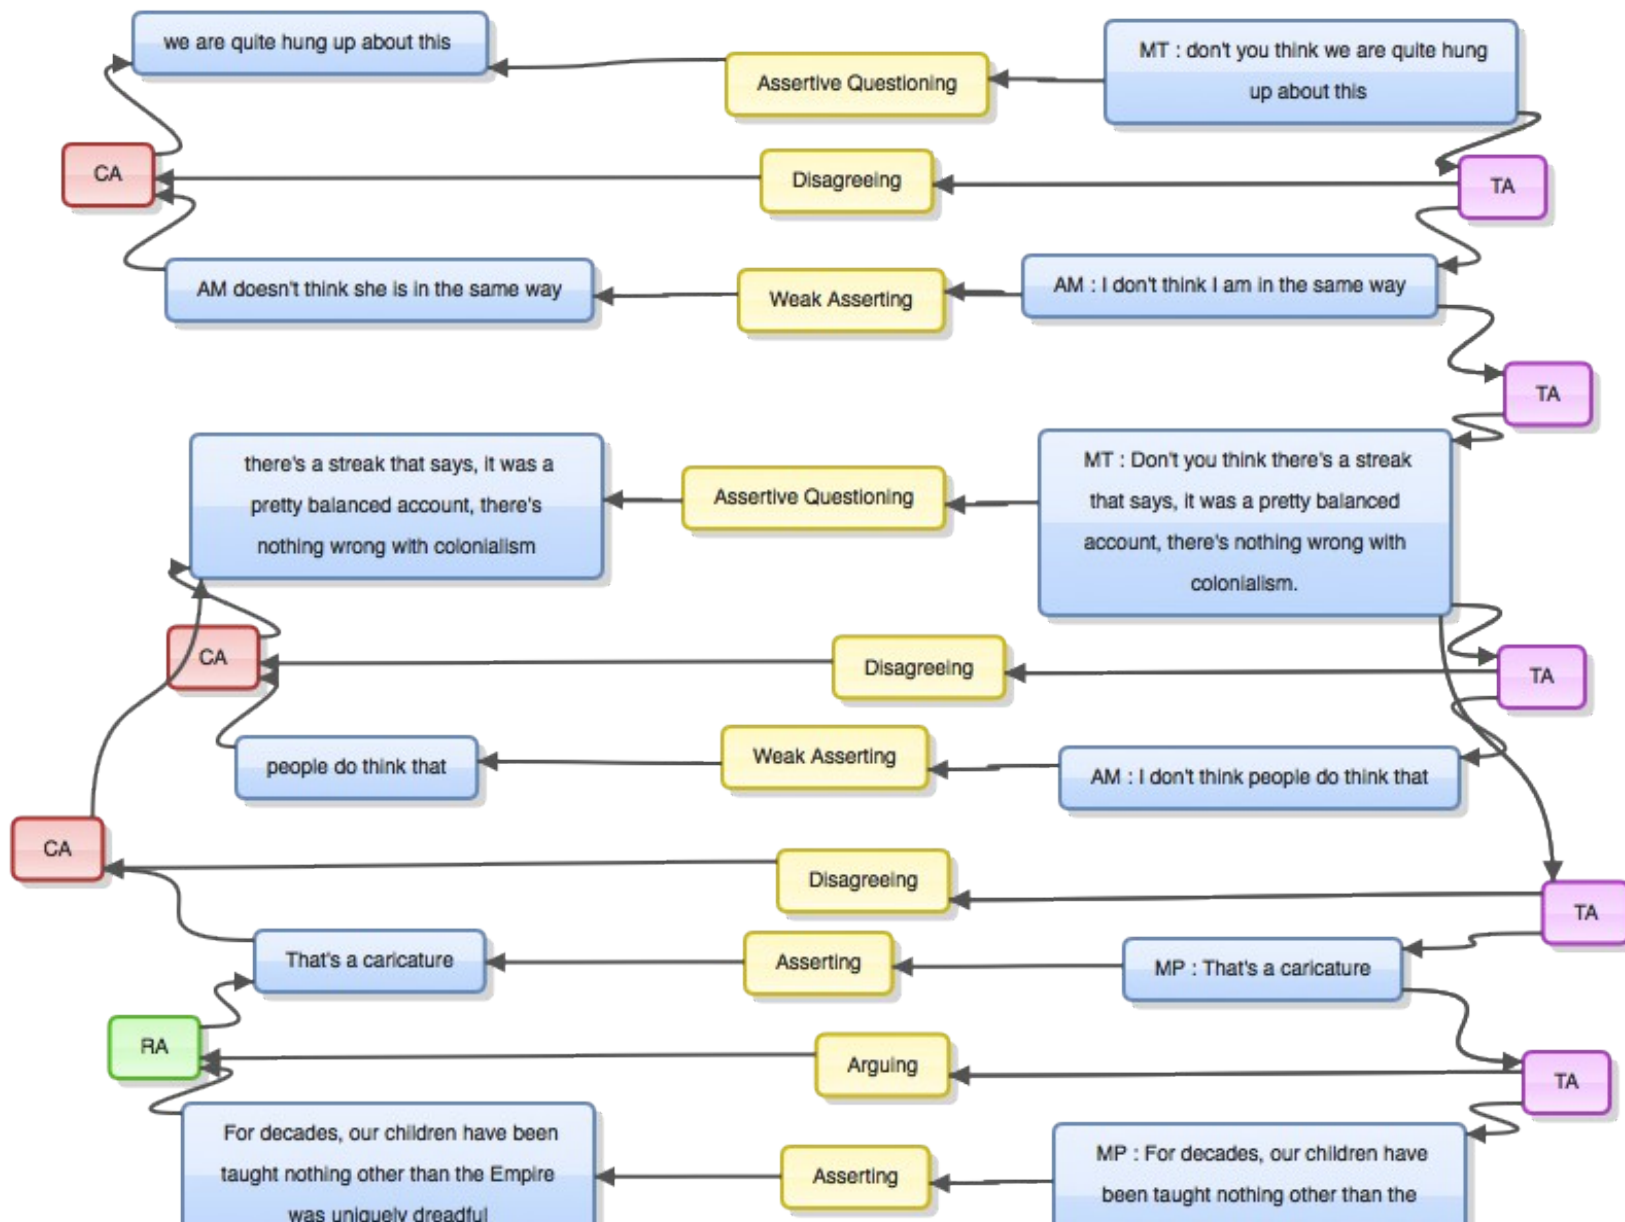 we are quite hung up about this
Assertive Questioning
MT : don't you think we are quite hung
up about this
CA
Disagreeing
TA
AM doesn't think she is in the same way
Weak Asserting
AM : I don't think I am in the same way
TA
there's a streak that says, it was a
pretty balanced account, there's
nothing wrong with colonialism
Assertive Questioning
MT : Don't you think there's a streak
that says, it was a pretty balanced
account, there's nothing wrong with
colonialism.
CA
Disagreeing
TA
people do think that
Weak Asserting
AM : I don't think people do think that
CA
Disagreeing
TA
That's a caricature
Asserting
MP : That's a caricature
RA
Arguing
TA
For decades, our children have been
taught nothing other than the Empire
was uniquely dreadful
Asserting
MP : For decades, our children have
been taught nothing other than the